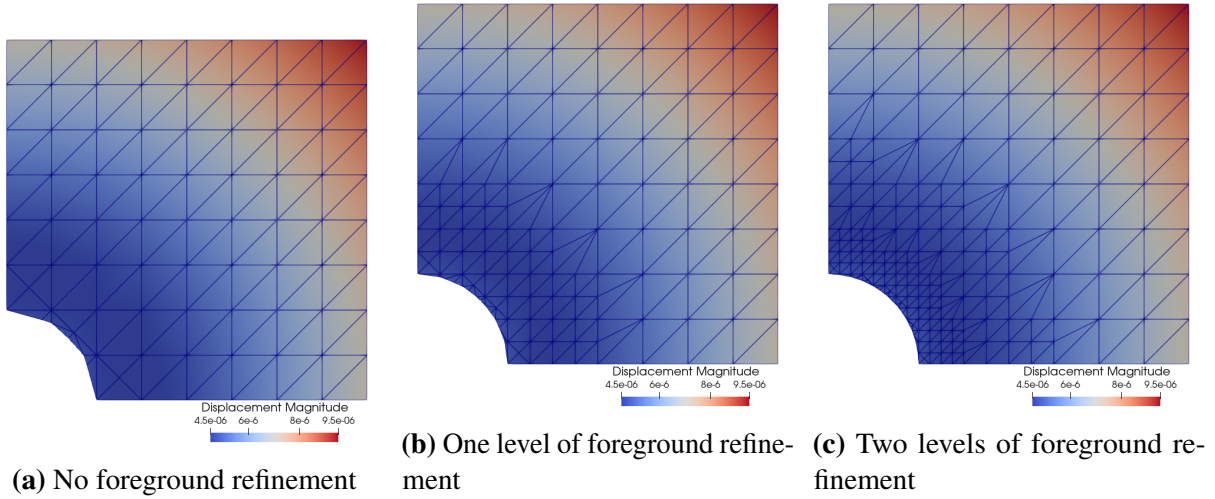 Displacement Magnitude
4.5e-06 6e-6 8e-6 9.5e-06
(a) No foreground refinement
Displacement Magnitude
4.5e-06 6e-6 8e-6 9.5e-06
(b) One level of foreground refine-
ment
Displacement Magnitude
4.5e-06 6e-6 8e-6 9.5e-06
(c) Two levels of foreground re-
finement